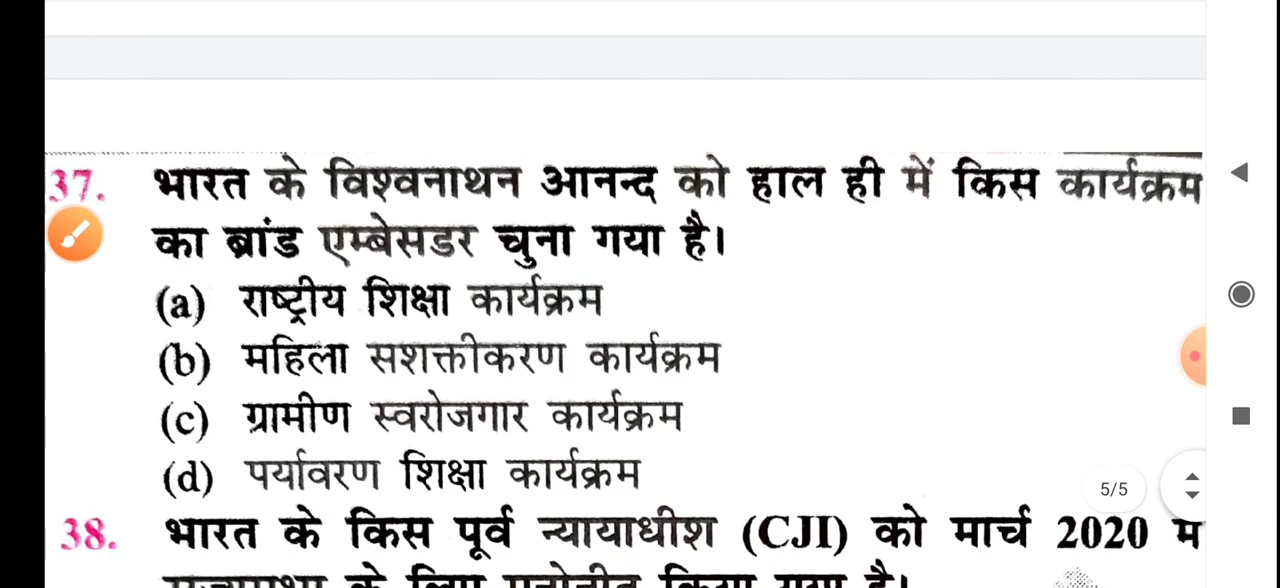 37. भारत के विश्वनाथन आनन्द को हाल ही में किस कार्यक्रम
का ब्रांड एम्बेसडर चुना गया है।
(a) राष्ट्रीय शिक्षा कार्यक्रम
(b) महिला सशक्तीकरण कार्यक्रम
(c) ग्रामीण स्वरोजगार कार्यक्रम
(d) पर्यावरण शिक्षा कार्यक्रम
5/5
38. भारत के किस पूर्व न्यायाधीश (CJI) को मार्च 2020 म
के लिए किया गया है।